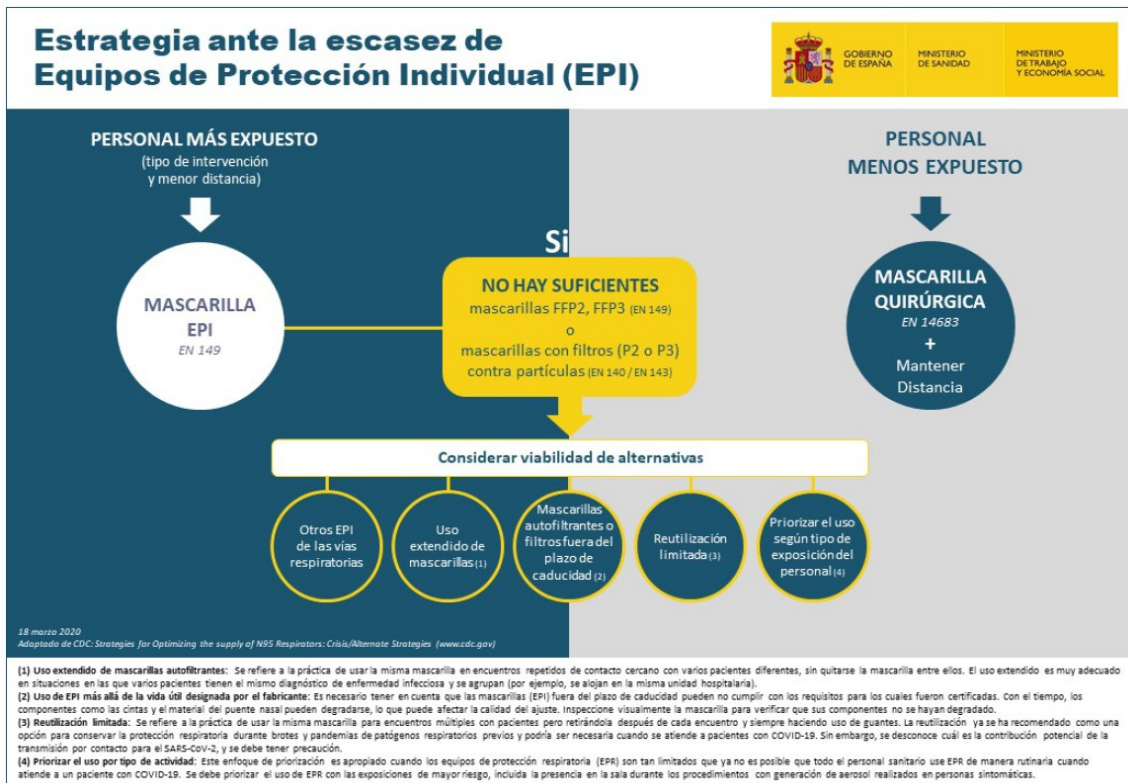 Estrategia ante la escasez de
Equipos de Protección Individual (EPI)
GOBIERNO
DE ESPAÑA
MINISTERIO
DE SANIDAD
MINISTERIO
DE TRABAJO
Y ECONOMÍA SOCIAL
PERSONAL MÁS EXPUESTO
(tipo de intervención
y menor distancia)
PERSONAL
MENOS EXPUESTO
MASCARILLA
EPI
EN 149
Si
NO HAY SUFICIENTES
mascarillas FFP2, FFP3 (EN 149)
o
mascarillas con filtros (P2 o P3)
contra partículas (EN 140 / EN 143)
MASCARILLA
QUIRÚRGICA
EN 14683
+
Mantener
Distancia
Considerar viabilidad de alternativas
Otros EPI
de las vías
respiratorias
Uso
extendido de
mascarillas (1)
Mascarillas
autofiltrantes o
filtros fuera del
plazo de
caducidad (2)
Reutilización
limitada (3)
Priorizar el uso
según tipo de
exposición del
personal (4)
18 marzo 2020
Adaptado de CDC: Strategies for Optimizing the supply of N95 Respirators: Crisis/Alternate Strategies (www.cdc.gov)
(1) Uso extendido de mascarillas autofiltrantes: Se refiere a la práctica de usar la misma mascarilla en encuentros repetidos de contacto cercano con varios pacientes diferentes, sin quitarse la mascarilla entre ellos. El uso extendido es muy adecuado
en situaciones en las que varios pacientes tienen el mismo diagnóstico de enfermedad infecciosa y se agrupan (por ejemplo, se alojan en la misma unidad hospitalaria).
(2) Uso de EPI más allá de la vida útil designada por el fabricante: Es necesario tener en cuenta que las mascarillas (EPI) fuera del plazo de caducidad pueden no cumplir con los requisitos para los cuales fueron certificadas. Con el tiempo, los
componentes como las cintas y el material del puente nasal pueden degradarse, lo que puede afectar la calidad del ajuste. Inspeccione visualmente la mascarilla para verificar que sus componentes no se hayan degradado.
(3) Reutilización limitada: Se refiere a la práctica de usar la misma mascarilla para encuentros múltiples con pacientes pero retirándola después de cada encuentro y siempre haciendo uso de guantes. La reutilización ya se ha recomendado como una
opción para conservar la protección respiratoria durante brotes y pandemias de patógenos respiratorios previos y podría ser necesaria cuando se atiende a pacientes con COVID-19. Sin embargo, se desconoce cuál es la contribución potencial de la
transmisión por contacto para el SARS-CoV-2, y se debe tener precaución.
(4) Priorizar el uso por tipo de actividad: Este enfoque de priorización es apropiado cuando los equipos de protección respiratoria (EPR) son tan limitados que ya no es posible que todo el personal sanitario use EPR de manera rutinaria cuando
atiende a un paciente con COVID-19. Se debe priorizar el uso de EPR con las exposiciones de mayor riesgo, incluida la presencia en la sala durante los procedimientos con generación de aerosol realizados en personas sintomáticas.